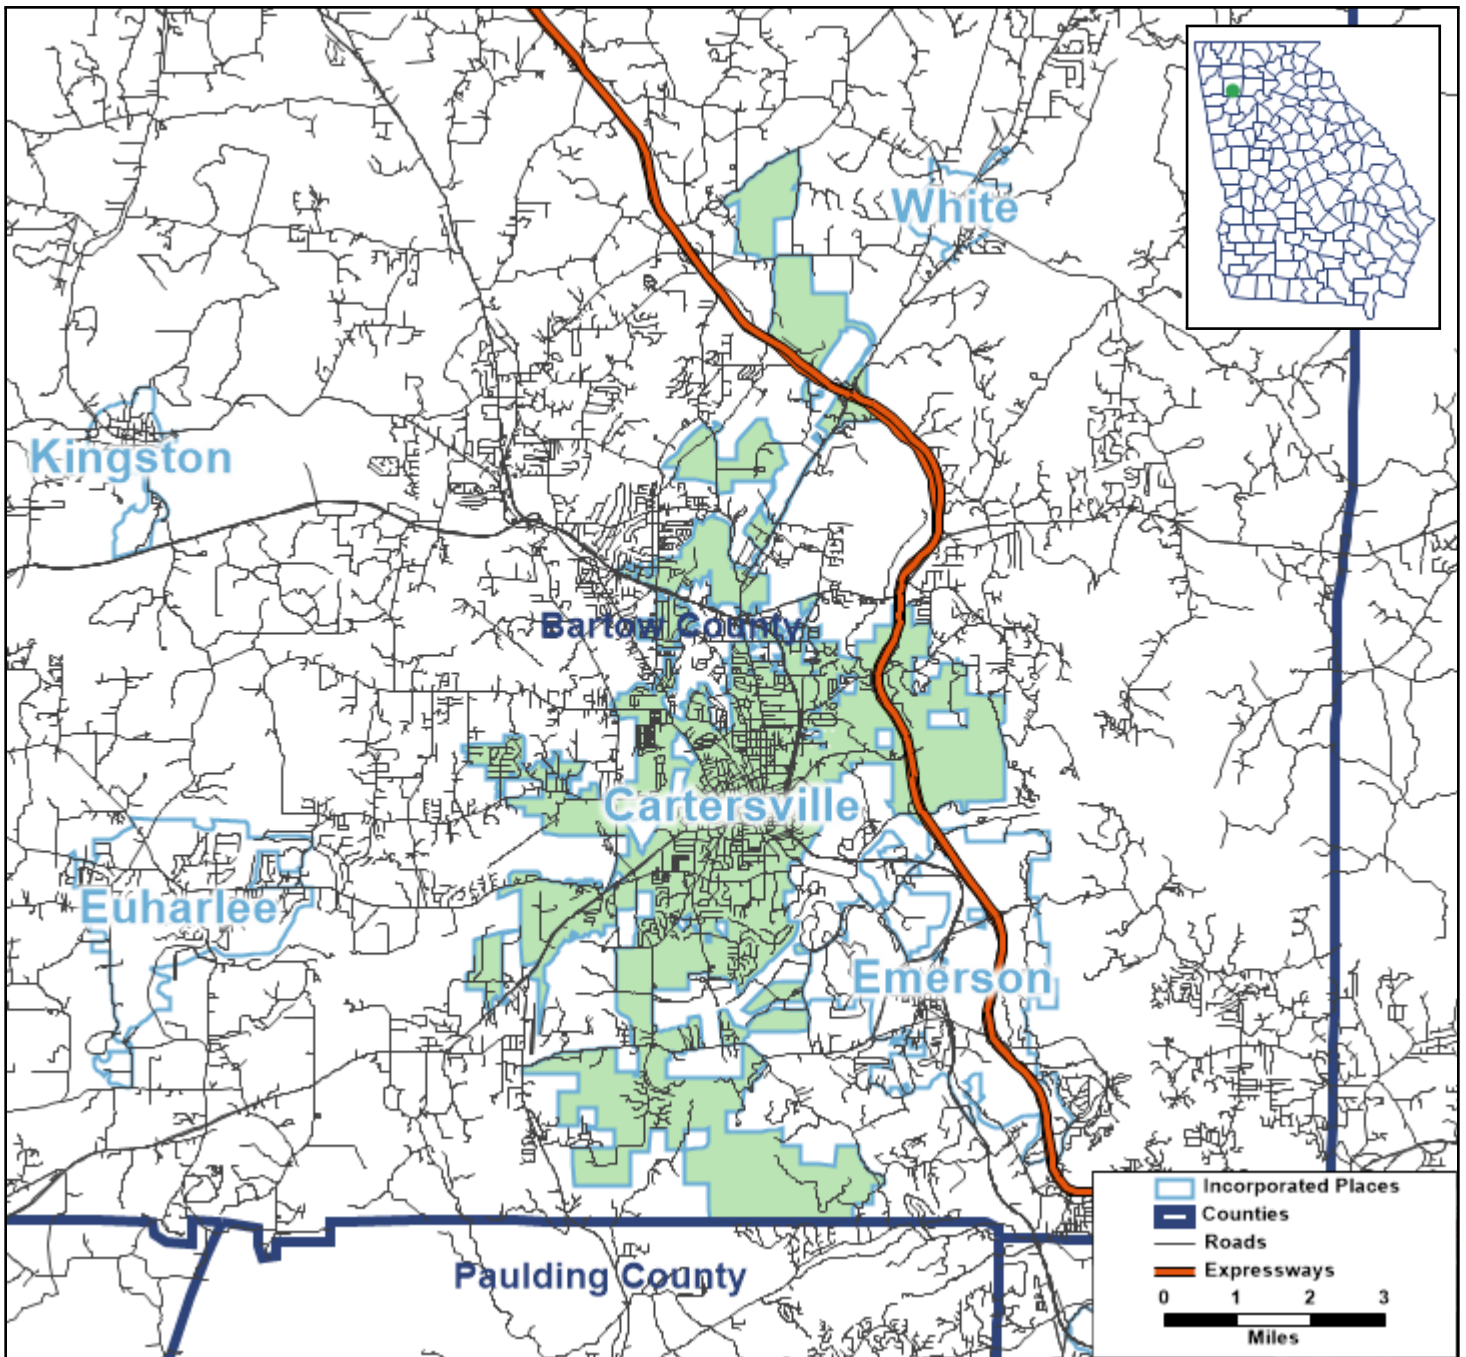 White
Kingston
Bartow County
Cartersville
Euharlee
Emerson
Paulding County
Incorporated Places
Counties
Roads
Expressways
0 1 2 3
Miles